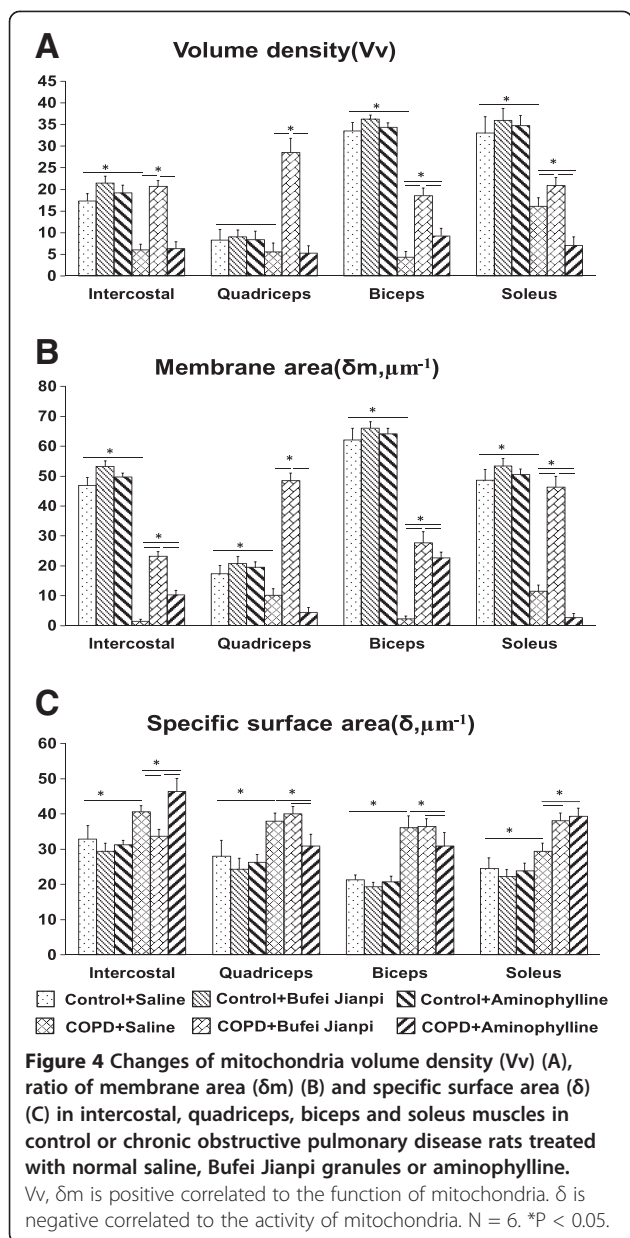 A
Volume density(Vv)
45
40
35
30
25
20
15
10
5
0
* * * * * * *
Intercostal Quadriceps Biceps Soleus
B
Membrane area(δm,µm⁻¹)
80
70
60
50
40
30
20
10
0
* * * * * * * *
Intercostal Quadriceps Biceps Soleus
C
Specific surface area(δ,µm⁻¹)
60
50
40
30
20
10
0
* * * * * * * *
Intercostal Quadriceps Biceps Soleus
Control+Saline Control+Bufei Jianpi Control+Aminophylline
COPD+Saline COPD+Bufei Jianpi COPD+Aminophylline
Figure 4 Changes of mitochondria volume density (Vv) (A),
ratio of membrane area (δm) (B) and specific surface area (δ)
(C) in intercostal, quadriceps, biceps and soleus muscles in
control or chronic obstructive pulmonary disease rats treated
with normal saline, Bufei Jianpi granules or aminophylline.
Vv, δm is positive correlated to the function of mitochondria. δ is
negative correlated to the activity of mitochondria. N = 6. *P < 0.05.